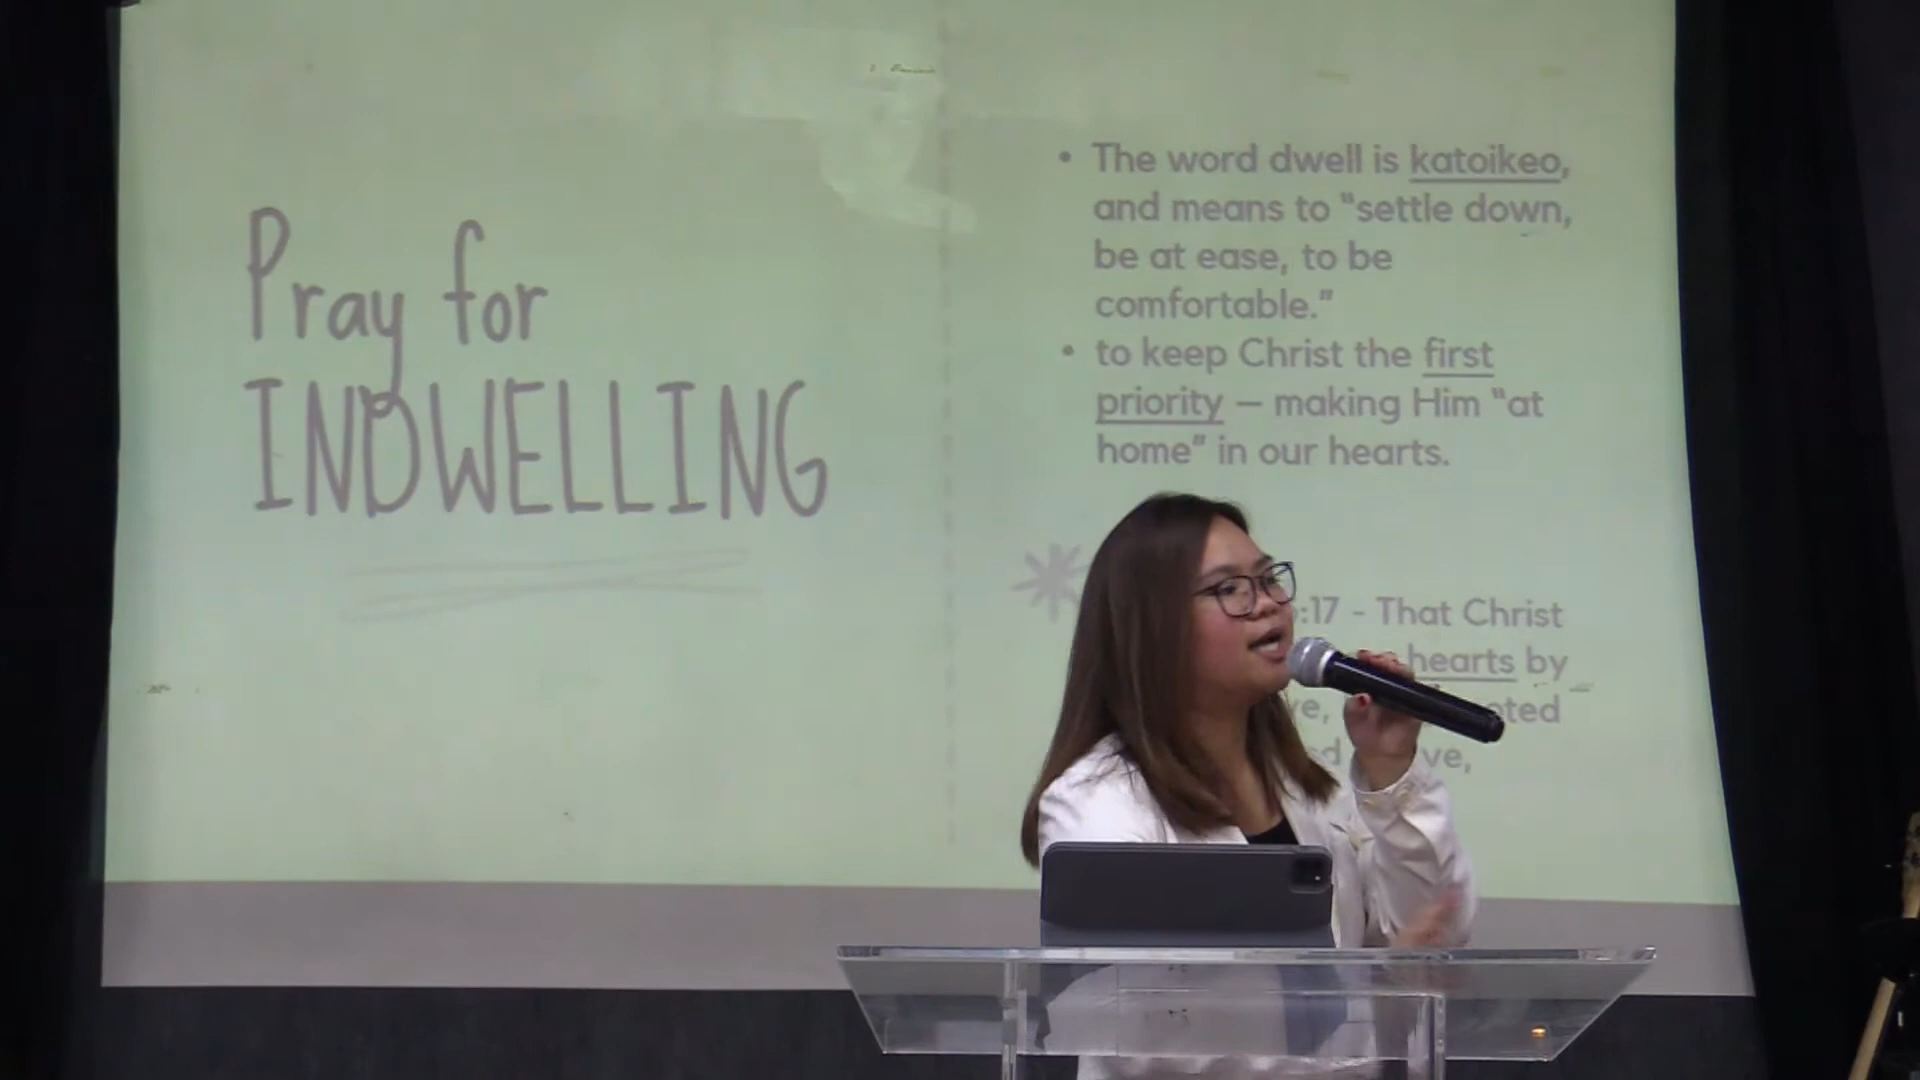 Pray for
INDWELLING
• The word dwell is katoikeo,
and means to “settle down,
be at ease, to be
comfortable.”
• to keep Christ the first
priority – making Him “at
home” in our hearts.
:17 - That Christ
hearts by